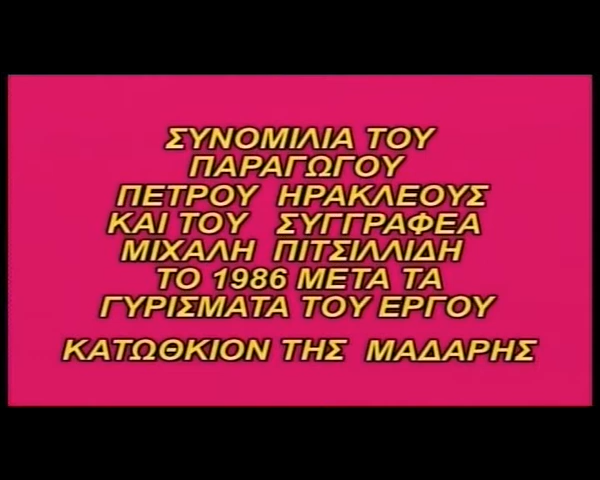 ΣΥΝΟΜΙΛΙΑ ΤΟΥ
ΠΑΡΑΓΩΓΟΥ
ΠΕΤΡΟΥ ΗΡΑΚΛΕΟΥΣ
ΚΑΙ ΤΟΥ ΣΥΓΓΡΑΦΕΑ
ΜΙΧΑΛΗ ΠΙΤΣΙΛΛΙΔΗ
ΤΟ 1986 ΜΕΤΑ ΤΑ
ΓΥΡΙΣΜΑΤΑ ΤΟΥ ΕΡΓΟΥ
ΚΑΤΩΘΚΙΟΝ ΤΗΣ ΜΑΔΑΡΗΣ